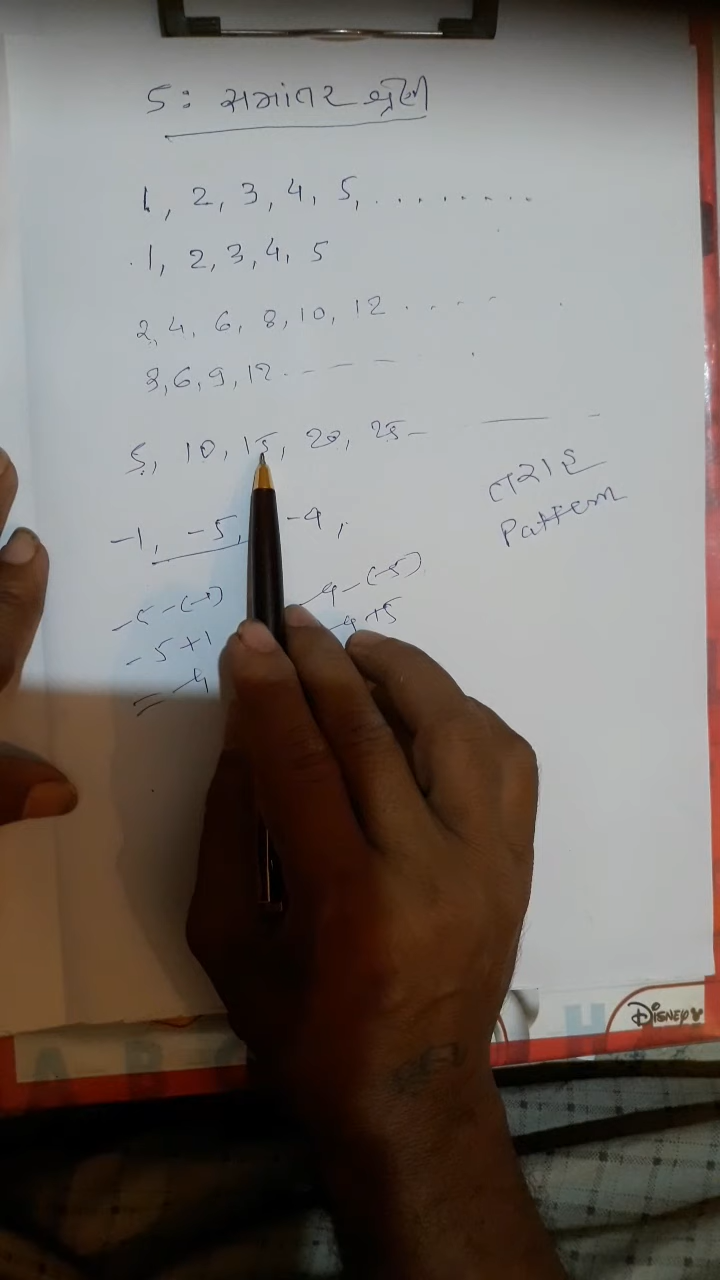 5: સમાંતર શ્રેણી
1, 2, 3, 4, 5, .........
1, 2, 3, 4, 5
2, 4, 6, 8, 10, 12 ....
3, 6, 9, 12 - - - -
5, 10, 15, 20, 25 - - -
તરાહ
Pattern
-1, -5, -9,
-5-(-1)
-9-(-5)
-5+1
-9+5
= -4
DISNEY
H